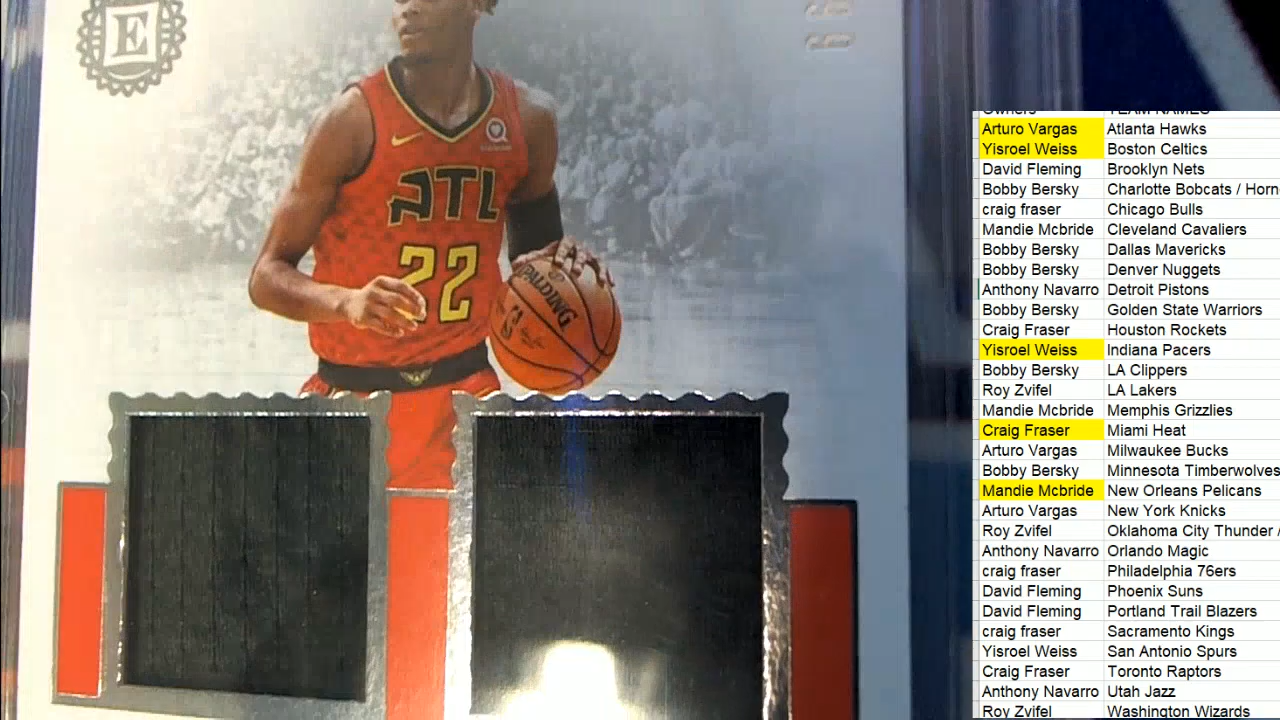 E
99
ATL
22
SPALDING
Arturo Vargas Atlanta Hawks
Yisroel Weiss Boston Celtics
David Fleming Brooklyn Nets
Bobby Bersky Charlotte Bobcats / Horn
craig fraser Chicago Bulls
Mandie Mcbride Cleveland Cavaliers
Bobby Bersky Dallas Mavericks
Bobby Bersky Denver Nuggets
Anthony Navarro Detroit Pistons
Bobby Bersky Golden State Warriors
Craig Fraser Houston Rockets
Yisroel Weiss Indiana Pacers
Bobby Bersky LA Clippers
Roy Zvifel LA Lakers
Mandie Mcbride Memphis Grizzlies
Craig Fraser Miami Heat
Arturo Vargas Milwaukee Bucks
Bobby Bersky Minnesota Timberwolves
Mandie Mcbride New Orleans Pelicans
Arturo Vargas New York Knicks
Roy Zvifel Oklahoma City Thunder /
Anthony Navarro Orlando Magic
craig fraser Philadelphia 76ers
David Fleming Phoenix Suns
David Fleming Portland Trail Blazers
craig fraser Sacramento Kings
Yisroel Weiss San Antonio Spurs
Craig Fraser Toronto Raptors
Anthony Navarro Utah Jazz
Roy Zvifel Washington Wizards